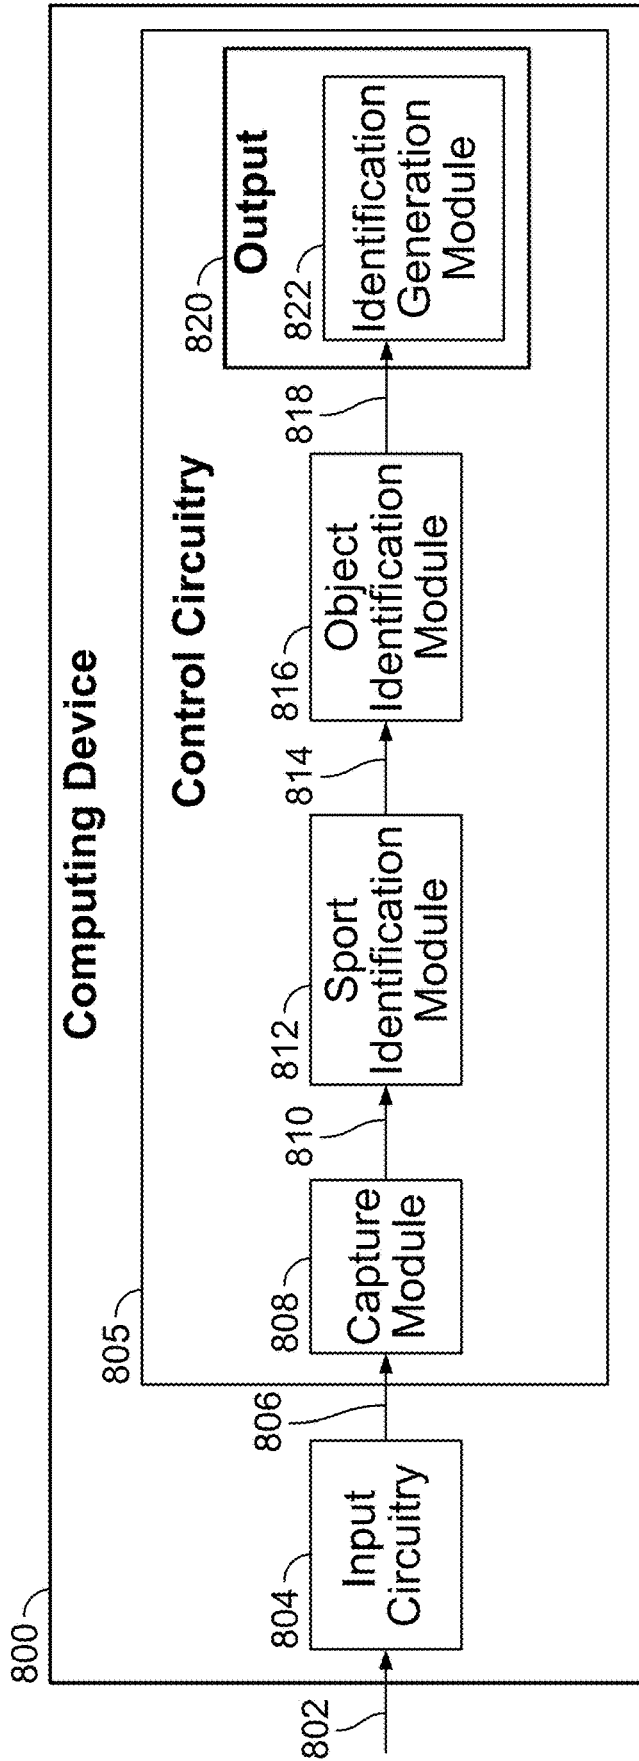 800
Computing Device
805
Control Circuitry
820
Output
802
804
Input
Circuitry
806
808
Capture
Module
810
812
Sport
Identification
Module
814
816
Object
Identification
Module
818
822
Identification
Generation
Module